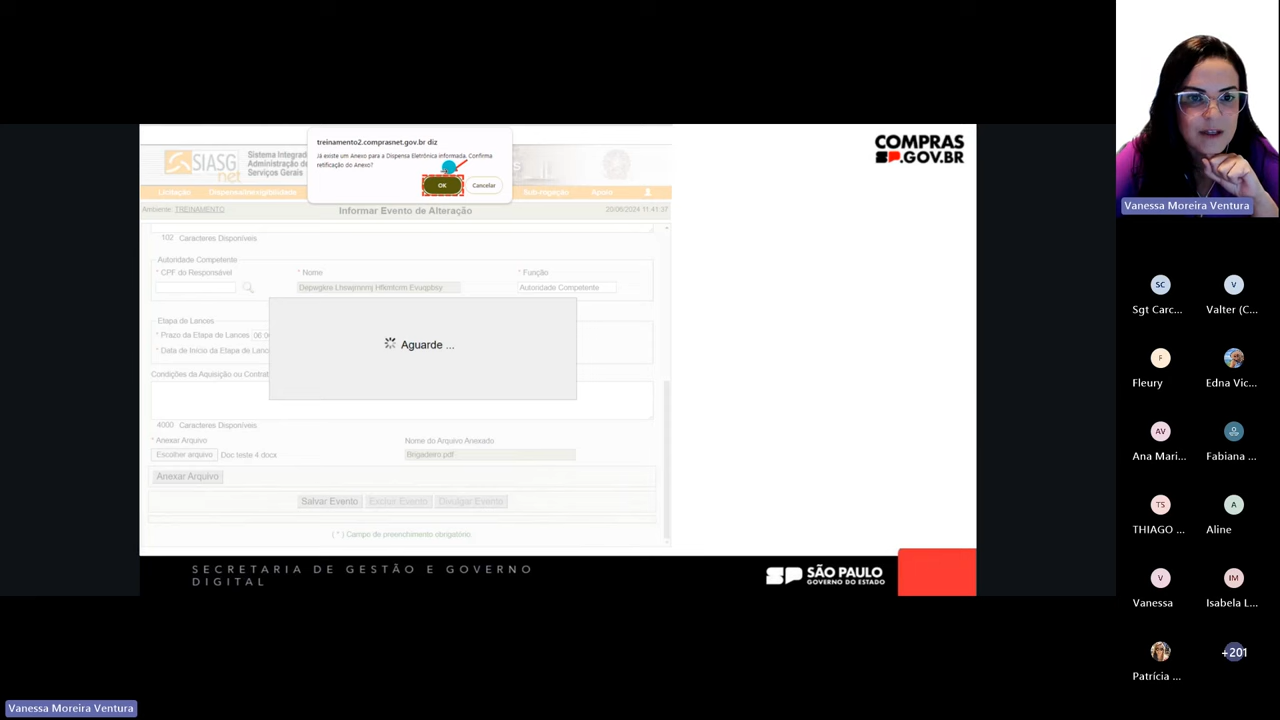 COMPRAS
GOV.BR
treinamento2.comprasnet.gov.br diz
Já existe um Anexo para a Dispensa Eletrônica informada. Confirma
retificação do Anexo?
OK
Cancelar
SIASG
net
Sistema Integrad
Administração de
Serviços Gerais
Licitação
Sub-rogação
Apoio
Ambiente: TREINAMENTO
Informar Evento de Alteração
20/06/2024 11:41:37
102 Caracteres Disponíveis
Autoridade Competente
* CPF do Responsável
* Nome
* Função
Autoridade Competente
Etapa de Lances
* Prazo da Etapa de Lances
* Data de Início da Etapa de Lanc
Aguarde ...
Condições da Aquisição ou Contrat
4000 Caracteres Disponíveis
* Anexar Arquivo
Nome do Arquivo Anexado
Escolher arquivo
Doc teste 4.docx
Brigadeiro.pdf
Anexar Arquivo
Salvar Evento
Excluir Evento
Divulgar Evento
( * ) Campo de preenchimento obrigatório.
SECRETARIA DE GESTÃO E GOVERNO
DIGITAL
SP
SÃO PAULO
GOVERNO DO ESTADO
Vanessa Moreira Ventura
SC
V
Sgt Carc...
Valter (C...
F
Fleury
Edna Vic...
AV
Ana Mari...
Fabiana ...
TS
A
THIAGO ...
Aline
V
IM
Vanessa
Isabela L...
+201
Patrícia ...
Vanessa Moreira Ventura